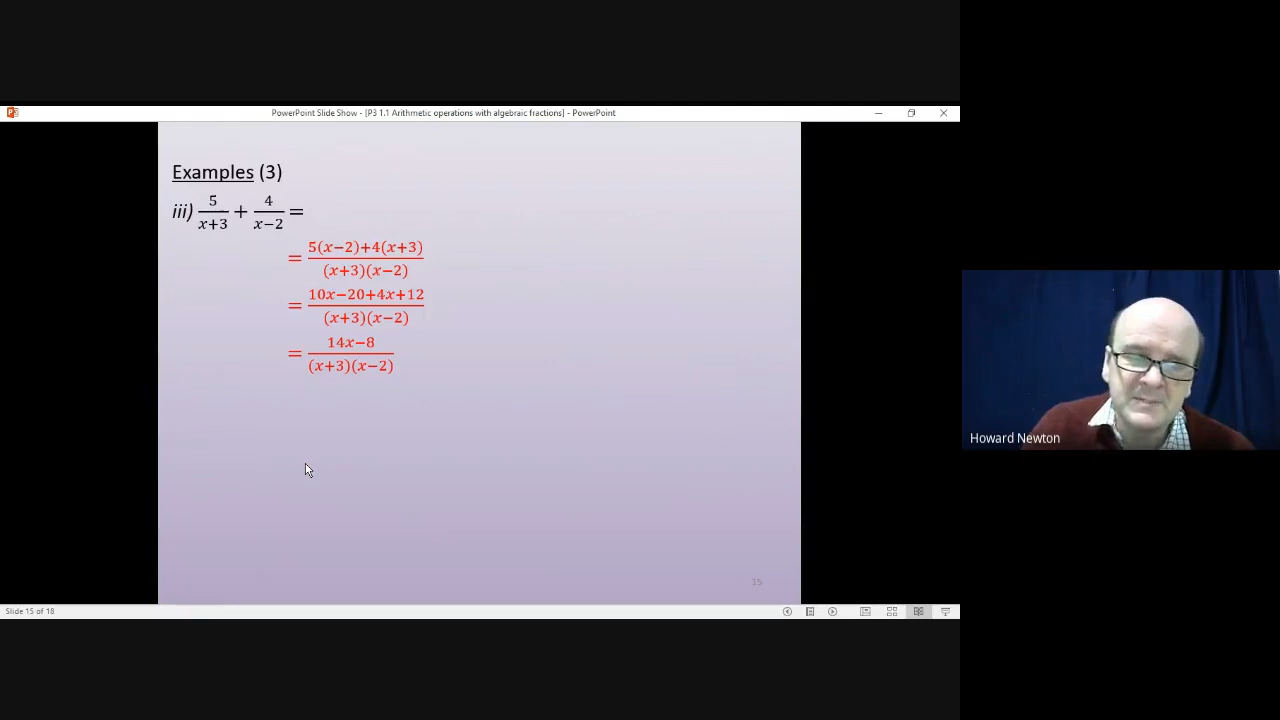 PowerPoint Slide Show - [P3 1.1 Arithmetic operations with algebraic fractions] - PowerPoint
Examples (3)
iii) 5/(x+3) + 4/(x−2) =
= (5(x−2)+4(x+3))/((x+3)(x−2))
= (10x−20+4x+12)/((x+3)(x−2))
= (14x−8)/((x+3)(x−2))
Howard Newton
15
Slide 15 of 18